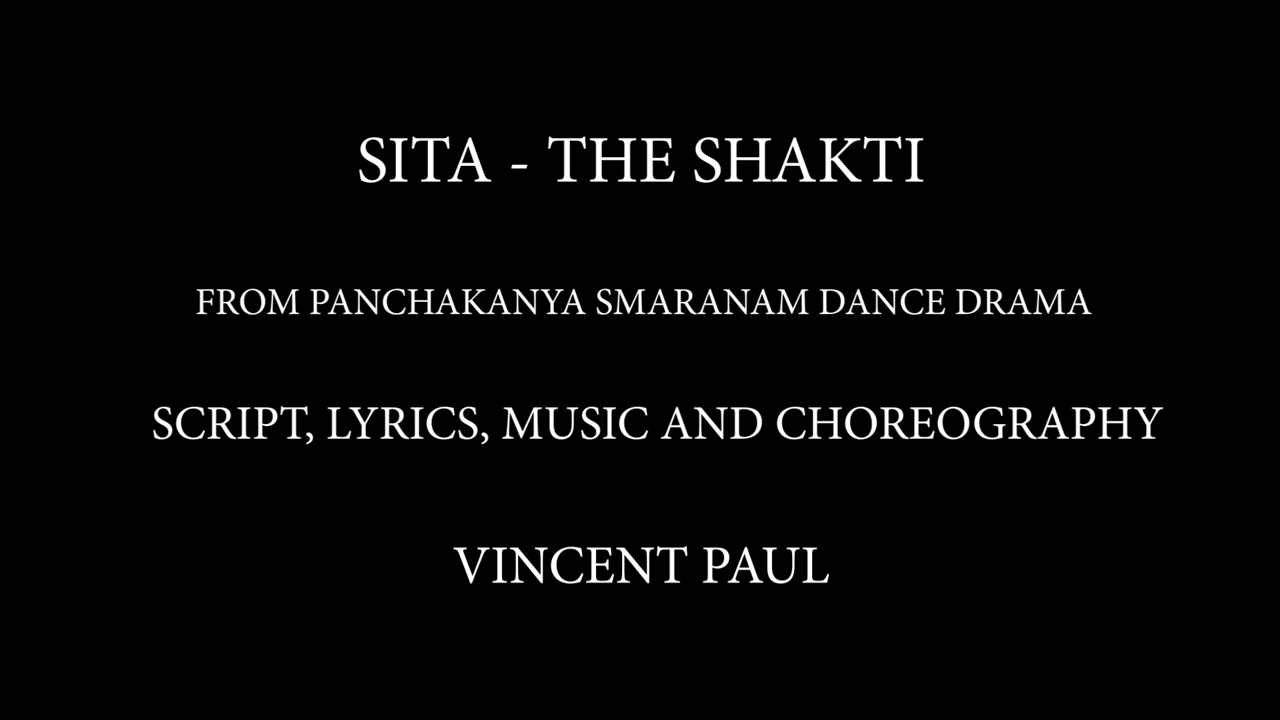 SITA - THE SHAKTI
FROM PANCHAKANYA SMARANAM DANCE DRAMA
SCRIPT, LYRICS, MUSIC AND CHOREOGRAPHY
VINCENT PAUL